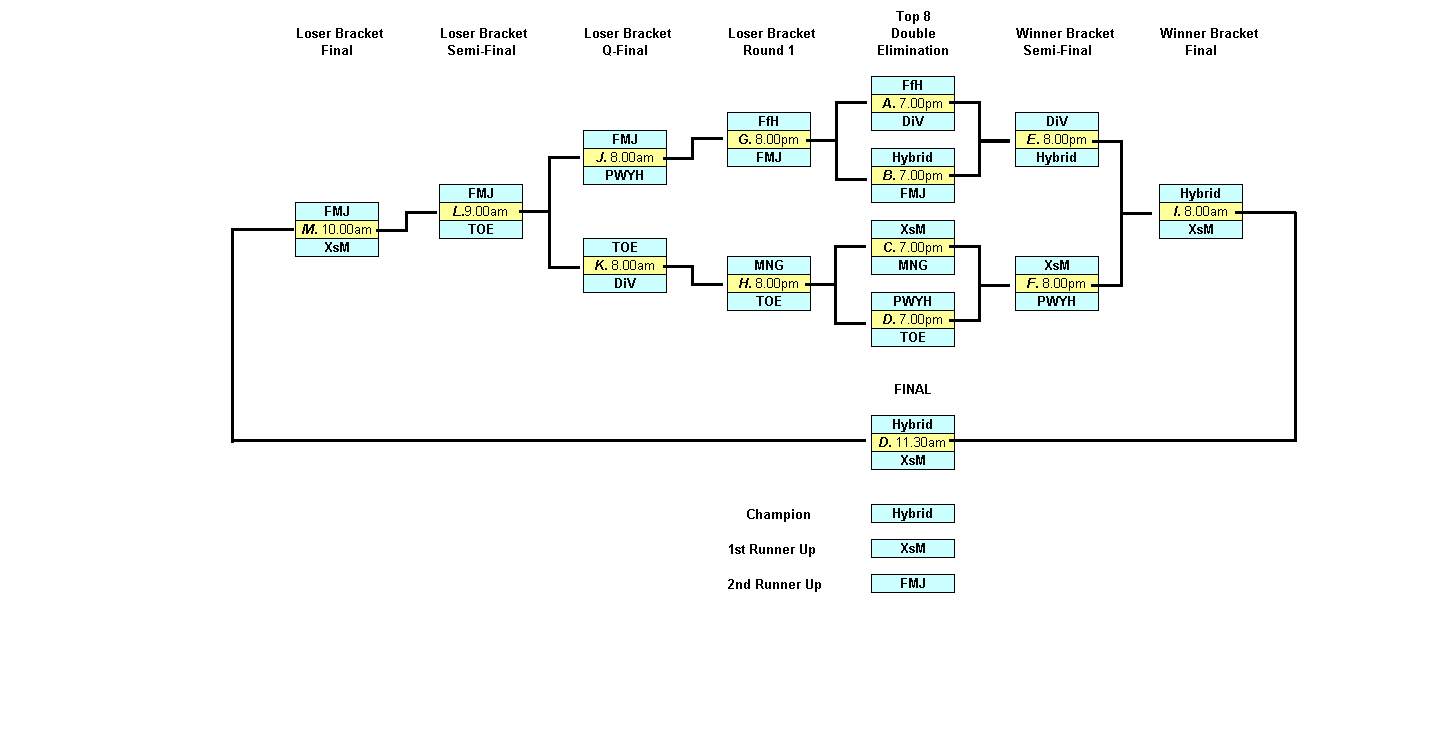 Loser Bracket
Final
Loser Bracket
Semi-Final
Loser Bracket
Q-Final
Loser Bracket
Round 1
Top 8
Double
Elimination
Winner Bracket
Semi-Final
Winner Bracket
Final
FMJ
M. 10.00am
XsM
FMJ
L.9.00am
TOE
FMJ
J. 8.00am
PWYH
TOE
K. 8.00am
DiV
FfH
G. 8.00pm
FMJ
MNG
H. 8.00pm
TOE
FfH
A. 7.00pm
DiV
Hybrid
B. 7.00pm
FMJ
XsM
C. 7.00pm
MNG
PWYH
D. 7.00pm
TOE
DiV
E. 8.00pm
Hybrid
XsM
F. 8.00pm
PWYH
Hybrid
I. 8.00am
XsM
FINAL
Hybrid
D. 11.30am
XsM
Champion
Hybrid
1st Runner Up
XsM
2nd Runner Up
FMJ